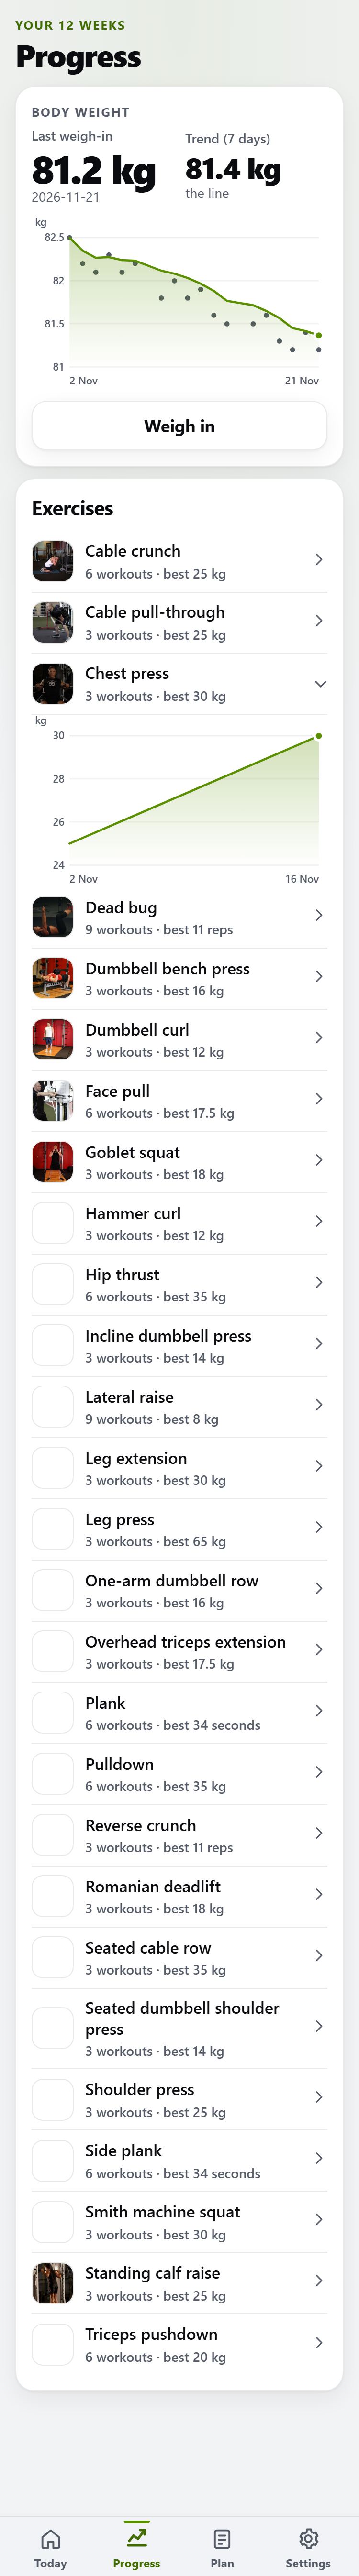 YOUR 12 WEEKS
Progress
BODY WEIGHT
Last weigh-in
81.2 kg
2026-11-21
Trend (7 days)
81.4 kg
the line
kg
82.5
82
81.5
81
2 Nov
21 Nov
Weigh in
Exercises
Cable crunch
6 workouts · best 25 kg
Cable pull-through
3 workouts · best 25 kg
Chest press
3 workouts · best 30 kg
kg
30
28
26
24
2 Nov
16 Nov
Dead bug
9 workouts · best 11 reps
Dumbbell bench press
3 workouts · best 16 kg
Dumbbell curl
3 workouts · best 12 kg
Face pull
6 workouts · best 17.5 kg
Goblet squat
3 workouts · best 18 kg
Hammer curl
3 workouts · best 12 kg
Hip thrust
6 workouts · best 35 kg
Incline dumbbell press
3 workouts · best 14 kg
Lateral raise
9 workouts · best 8 kg
Leg extension
3 workouts · best 30 kg
Leg press
3 workouts · best 65 kg
One-arm dumbbell row
3 workouts · best 16 kg
Overhead triceps extension
3 workouts · best 17.5 kg
Plank
6 workouts · best 34 seconds
Pulldown
6 workouts · best 35 kg
Reverse crunch
3 workouts · best 11 reps
Romanian deadlift
3 workouts · best 18 kg
Seated cable row
3 workouts · best 35 kg
Seated dumbbell shoulder
press
3 workouts · best 14 kg
Shoulder press
3 workouts · best 25 kg
Side plank
6 workouts · best 34 seconds
Smith machine squat
3 workouts · best 30 kg
Standing calf raise
3 workouts · best 25 kg
Triceps pushdown
6 workouts · best 20 kg
Today
Progress
Plan
Settings